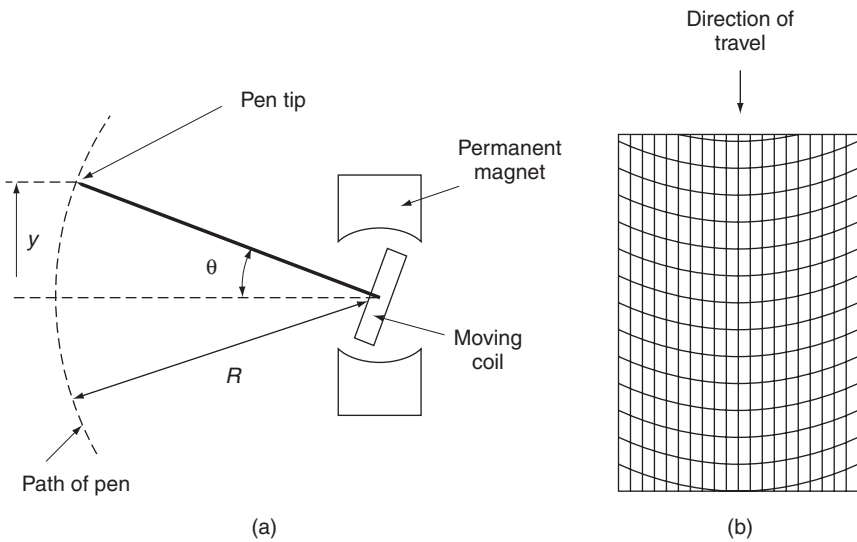 Pen tip
Permanent
magnet
y
θ
Moving
coil
R
Path of pen
(a)
Direction of
travel
(b)